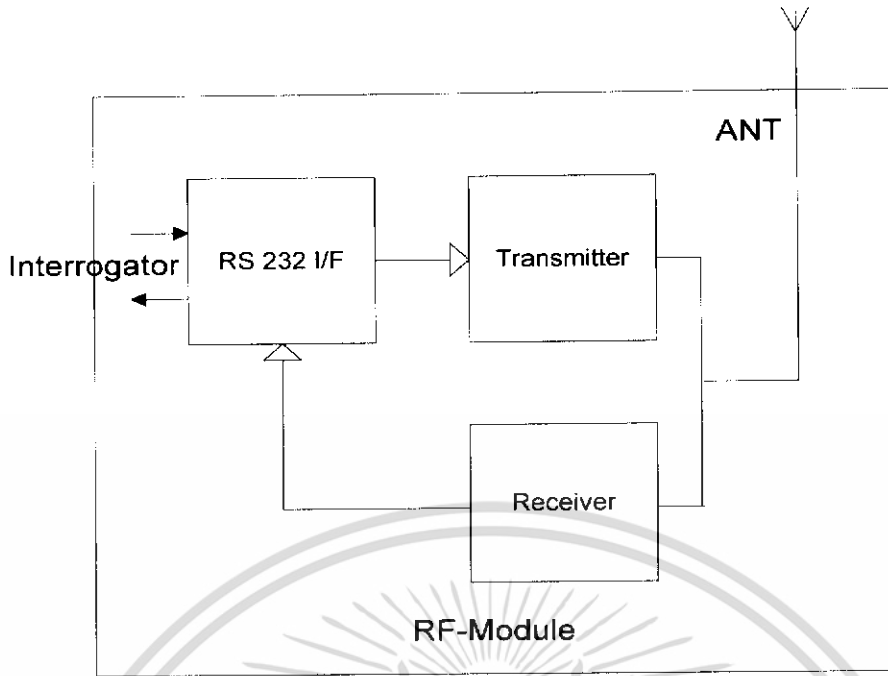 ANT
RS 232 I/F
Transmitter
Interrogator
Receiver
RF-Module